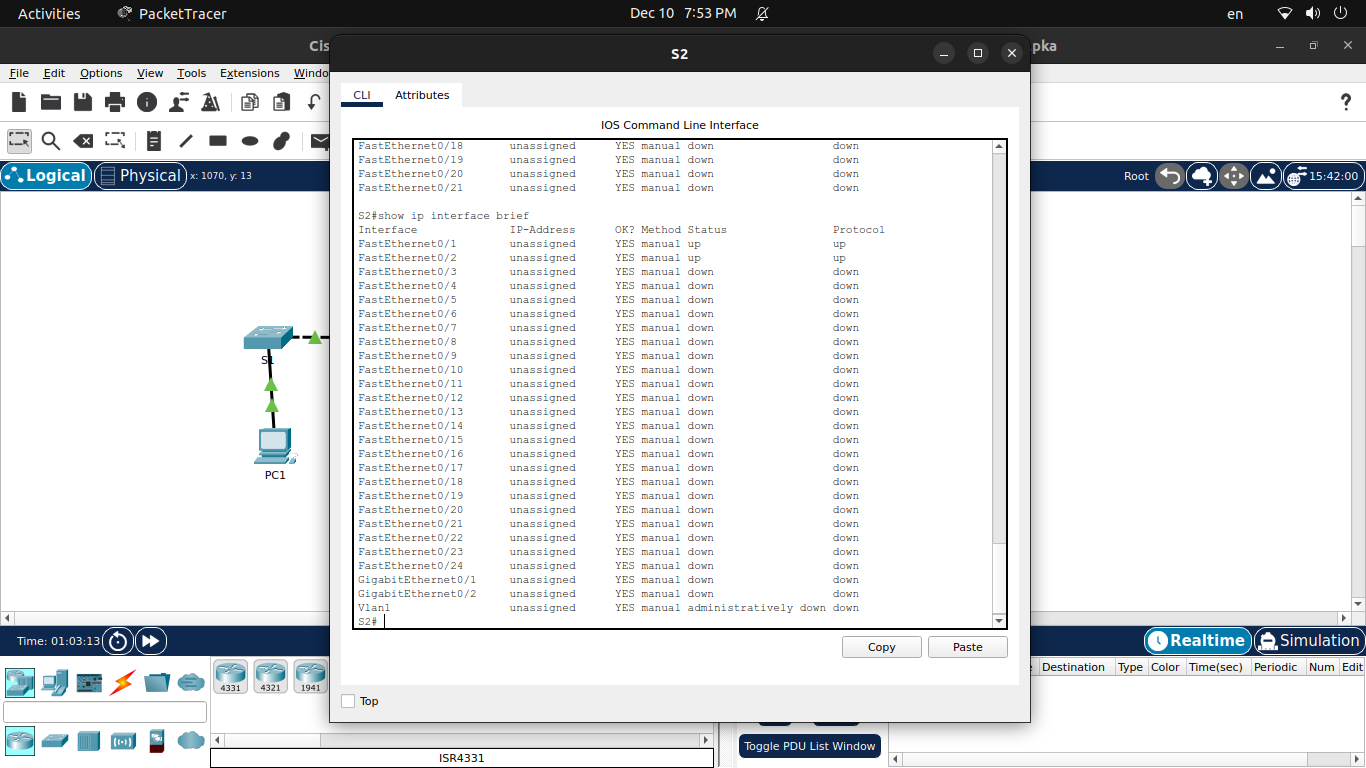 Activities PacketTracer Dec 10 7:53 PM en
Cis S2 apka
File Edit Options View Tools Extensions Windo
CLI Attributes
IOS Command Line Interface
Logical Physical x: 1070, y: 13 Root 15:42:00
FastEthernet0/18 unassigned YES manual down down
FastEthernet0/19 unassigned YES manual down down
FastEthernet0/20 unassigned YES manual down down
FastEthernet0/21 unassigned YES manual down down
S2#show ip interface brief
Interface IP-Address OK? Method Status Protocol
FastEthernet0/1 unassigned YES manual up up
FastEthernet0/2 unassigned YES manual up up
FastEthernet0/3 unassigned YES manual down down
FastEthernet0/4 unassigned YES manual down down
FastEthernet0/5 unassigned YES manual down down
FastEthernet0/6 unassigned YES manual down down
FastEthernet0/7 unassigned YES manual down down
FastEthernet0/8 unassigned YES manual down down
FastEthernet0/9 unassigned YES manual down down
FastEthernet0/10 unassigned YES manual down down
FastEthernet0/11 unassigned YES manual down down
FastEthernet0/12 unassigned YES manual down down
FastEthernet0/13 unassigned YES manual down down
FastEthernet0/14 unassigned YES manual down down
FastEthernet0/15 unassigned YES manual down down
FastEthernet0/16 unassigned YES manual down down
FastEthernet0/17 unassigned YES manual down down
FastEthernet0/18 unassigned YES manual down down
FastEthernet0/19 unassigned YES manual down down
FastEthernet0/20 unassigned YES manual down down
FastEthernet0/21 unassigned YES manual down down
FastEthernet0/22 unassigned YES manual down down
FastEthernet0/23 unassigned YES manual down down
FastEthernet0/24 unassigned YES manual down down
GigabitEthernet0/1 unassigned YES manual down down
GigabitEthernet0/2 unassigned YES manual down down
Vlan1 unassigned YES manual administratively down down
S2#
S1
PC1
Copy Paste
Top
Time: 01:03:13 Realtime Simulation
Destination Type Color Time(sec) Periodic Num Edit
4331 4321 1941
Toggle PDU List Window
ISR4331